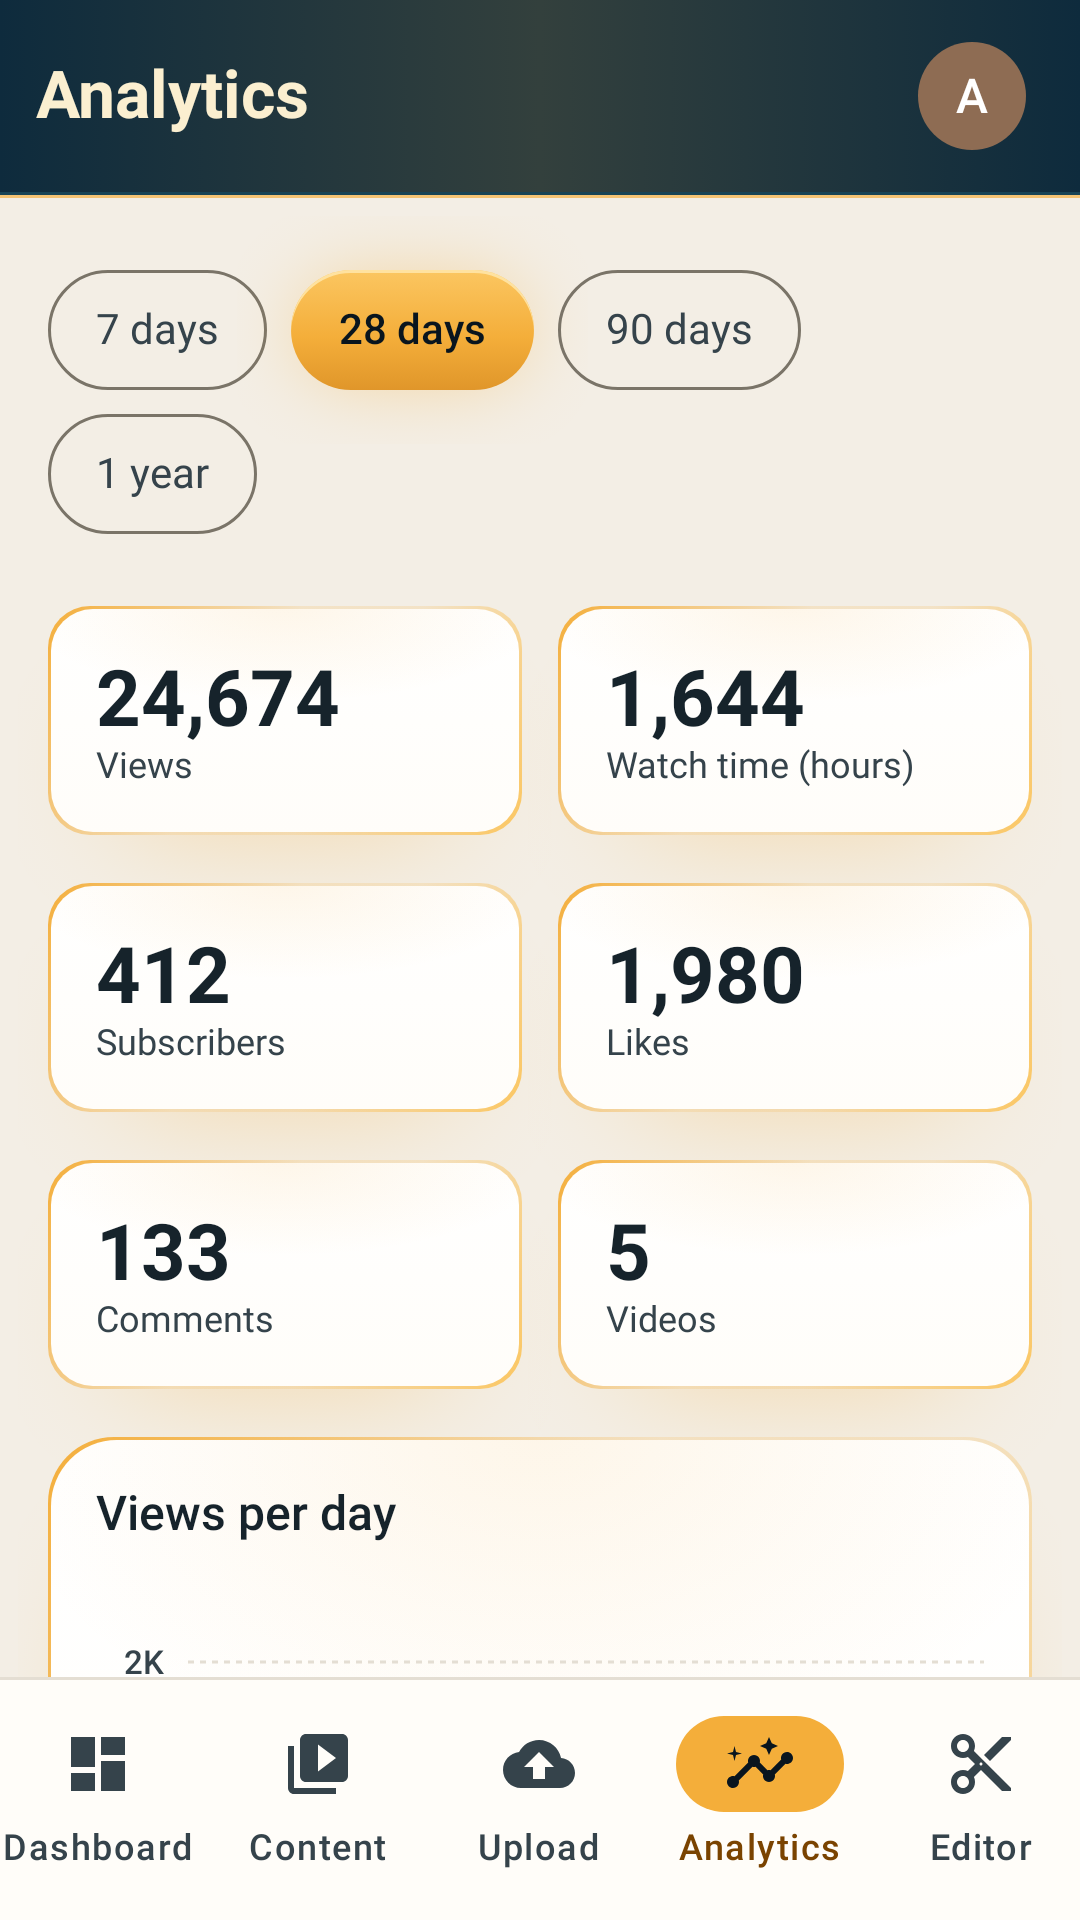 Analytics
A
7 days
28 days
90 days
1 year
24,674
Views
1,644
Watch time (hours)
412
Subscribers
1,980
Likes
133
Comments
5
Videos
Views per day
2K
Dashboard
Content
Upload
Analytics
Editor